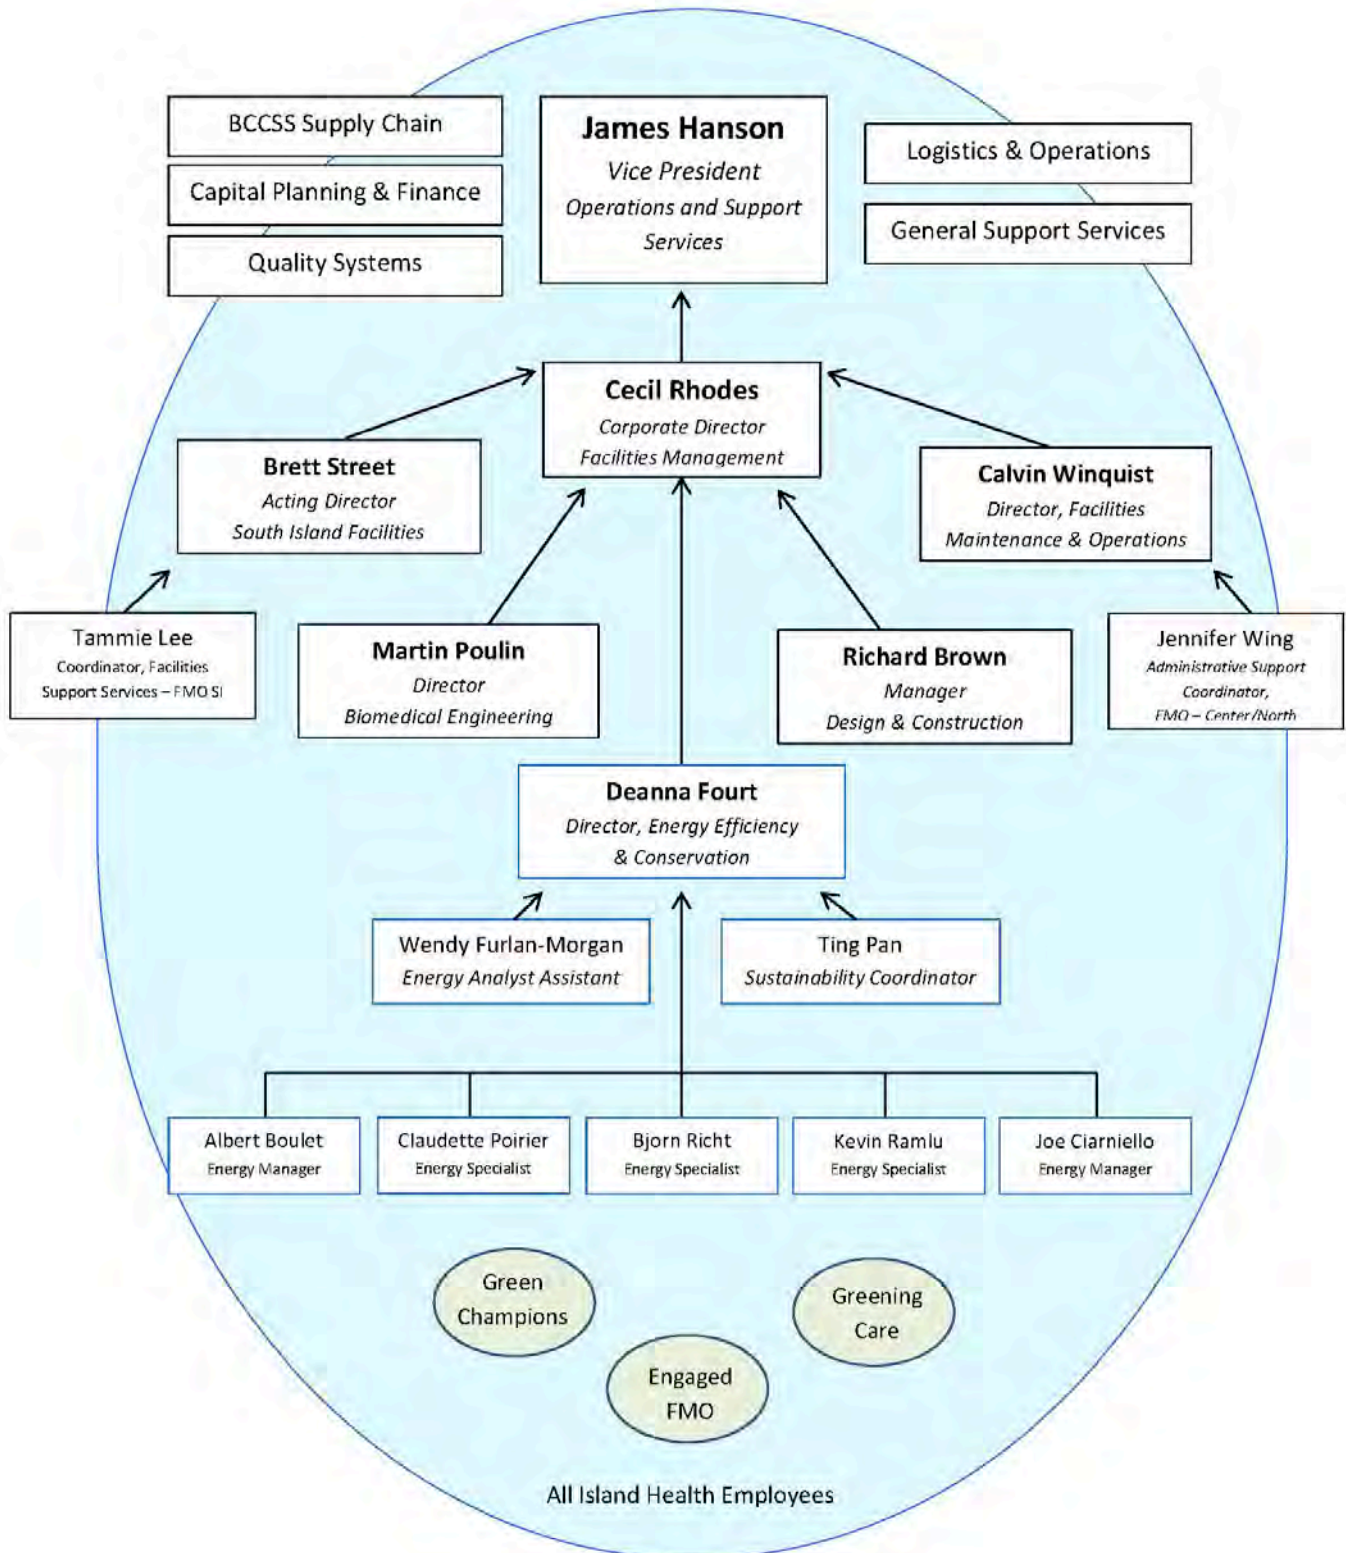 BCCSS Supply Chain
Capital Planning & Finance
Quality Systems
James Hanson
Vice President
Operations and Support
Services
Logistics & Operations
General Support Services
Cecil Rhodes
Corporate Director
Facilities Management
Brett Street
Acting Director
South Island Facilities
Calvin Winquist
Director, Facilities
Maintenance & Operations
Tammie Lee
Coordinator, Facilities
Support Services – FMO SI
Martin Poulin
Director
Biomedical Engineering
Richard Brown
Manager
Design & Construction
Jennifer Wing
Administrative Support
Coordinator,
FMO – Center/North
Deanna Fourt
Director, Energy Efficiency
& Conservation
Wendy Furlan-Morgan
Energy Analyst Assistant
Ting Pan
Sustainability Coordinator
Albert Boulet
Energy Manager
Claudette Poirier
Energy Specialist
Bjorn Richt
Energy Specialist
Kevin Ramlu
Energy Specialist
Joe Ciarniello
Energy Manager
Green
Champions
Greening
Care
Engaged
FMO
All Island Health Employees